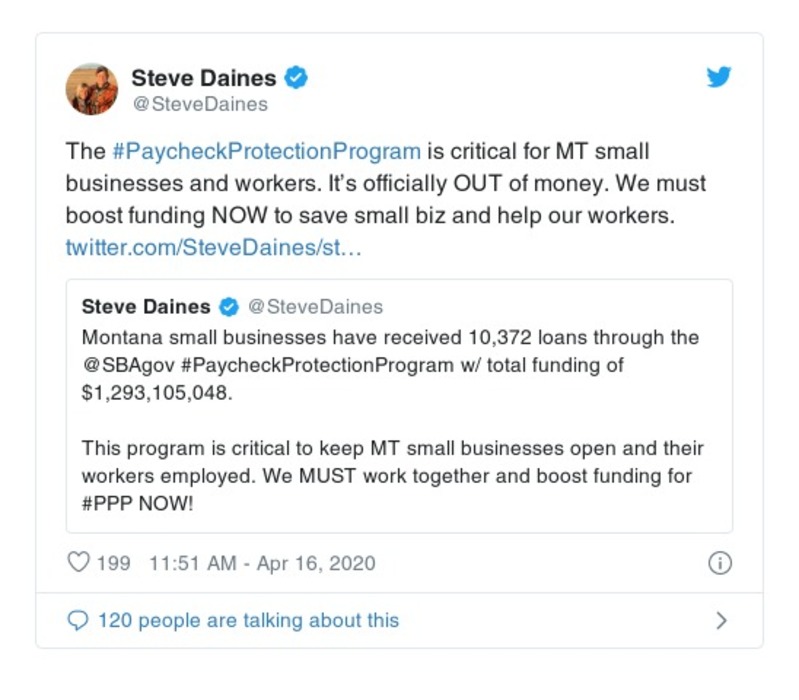 Steve Daines
@SteveDaines
The #PaycheckProtectionProgram is critical for MT small
businesses and workers. It’s officially OUT of money. We must
boost funding NOW to save small biz and help our workers.
twitter.com/SteveDaines/st…
Steve Daines @SteveDaines
Montana small businesses have received 10,372 loans through the
@SBAgov #PaycheckProtectionProgram w/ total funding of
$1,293,105,048.
This program is critical to keep MT small businesses open and their
workers employed. We MUST work together and boost funding for
#PPP NOW!
199 11:51 AM - Apr 16, 2020
120 people are talking about this